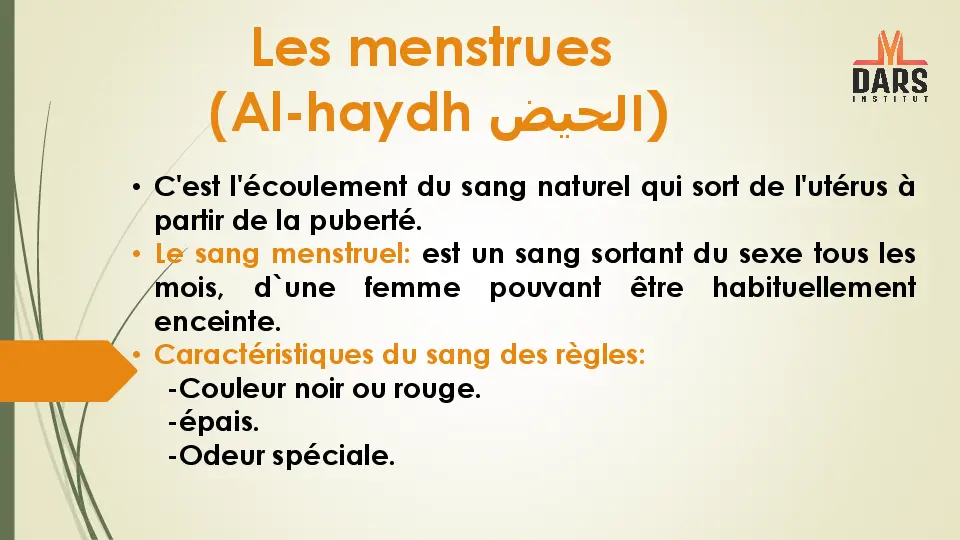 Les menstrues
(Al-haydh الحيض)
DARS
INSTITUT
• C'est l'écoulement du sang naturel qui sort de l'utérus à
partir de la puberté.
• Le sang menstruel: est un sang sortant du sexe tous les
mois, d`une femme pouvant être habituellement
enceinte.
• Caractéristiques du sang des règles:
-Couleur noir ou rouge.
-épais.
-Odeur spéciale.